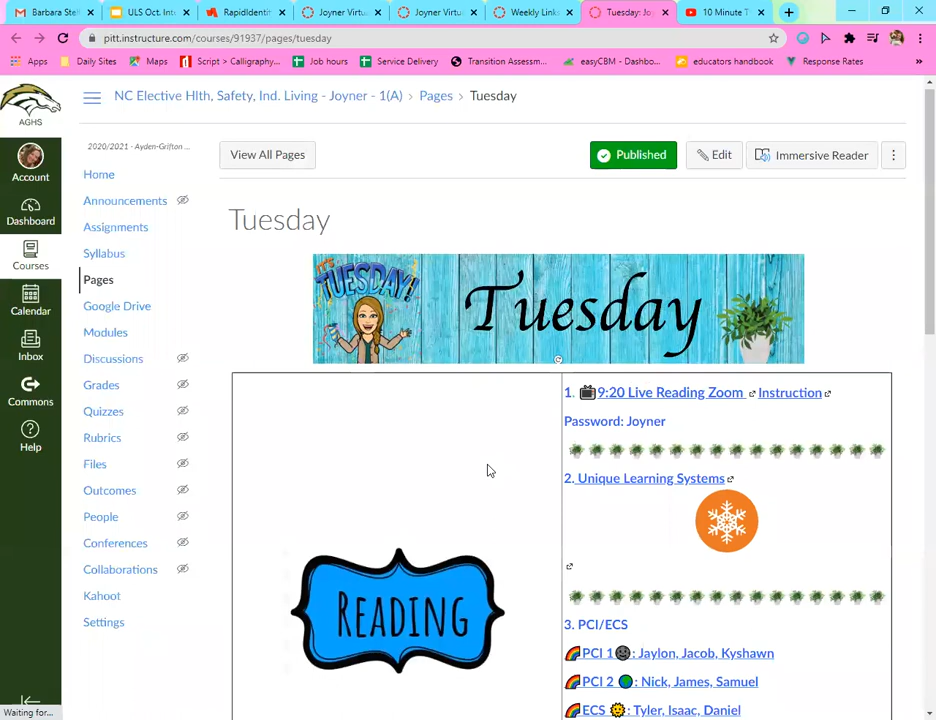 Barbara Stef
ULS Oct. Int
RapidIdenti
Joyner Virtu
Joyner Virtu
Weekly Links
Tuesday: Jo
10 Minute T
pitt.instructure.com/courses/91937/pages/tuesday
Apps
Daily Sites
Maps
Script > Calligraphy...
Job hours
Service Delivery
Transition Assessm...
easyCBM - Dashbo...
educators handbook
Response Rates
»
AGHS
NC Elective Hlth, Safety, Ind. Living - Joyner - 1(A) > Pages > Tuesday
2020/2021 - Ayden-Grifton ...
View All Pages
Published
Edit
Immersive Reader
Account
Dashboard
Courses
Calendar
Inbox
Commons
Help
Home
Announcements
Assignments
Syllabus
Pages
Google Drive
Modules
Discussions
Grades
Quizzes
Rubrics
Files
Outcomes
People
Conferences
Collaborations
Kahoot
Settings
Tuesday
IT'S
TUESDAY!
Tuesday
READING
1. 9:20 Live Reading Zoom Instruction
Password: Joyner
2. Unique Learning Systems
3. PCI/ECS
PCI 1 : Jaylon, Jacob, Kyshawn
PCI 2 : Nick, James, Samuel
ECS : Tyler, Isaac, Daniel
Waiting for...